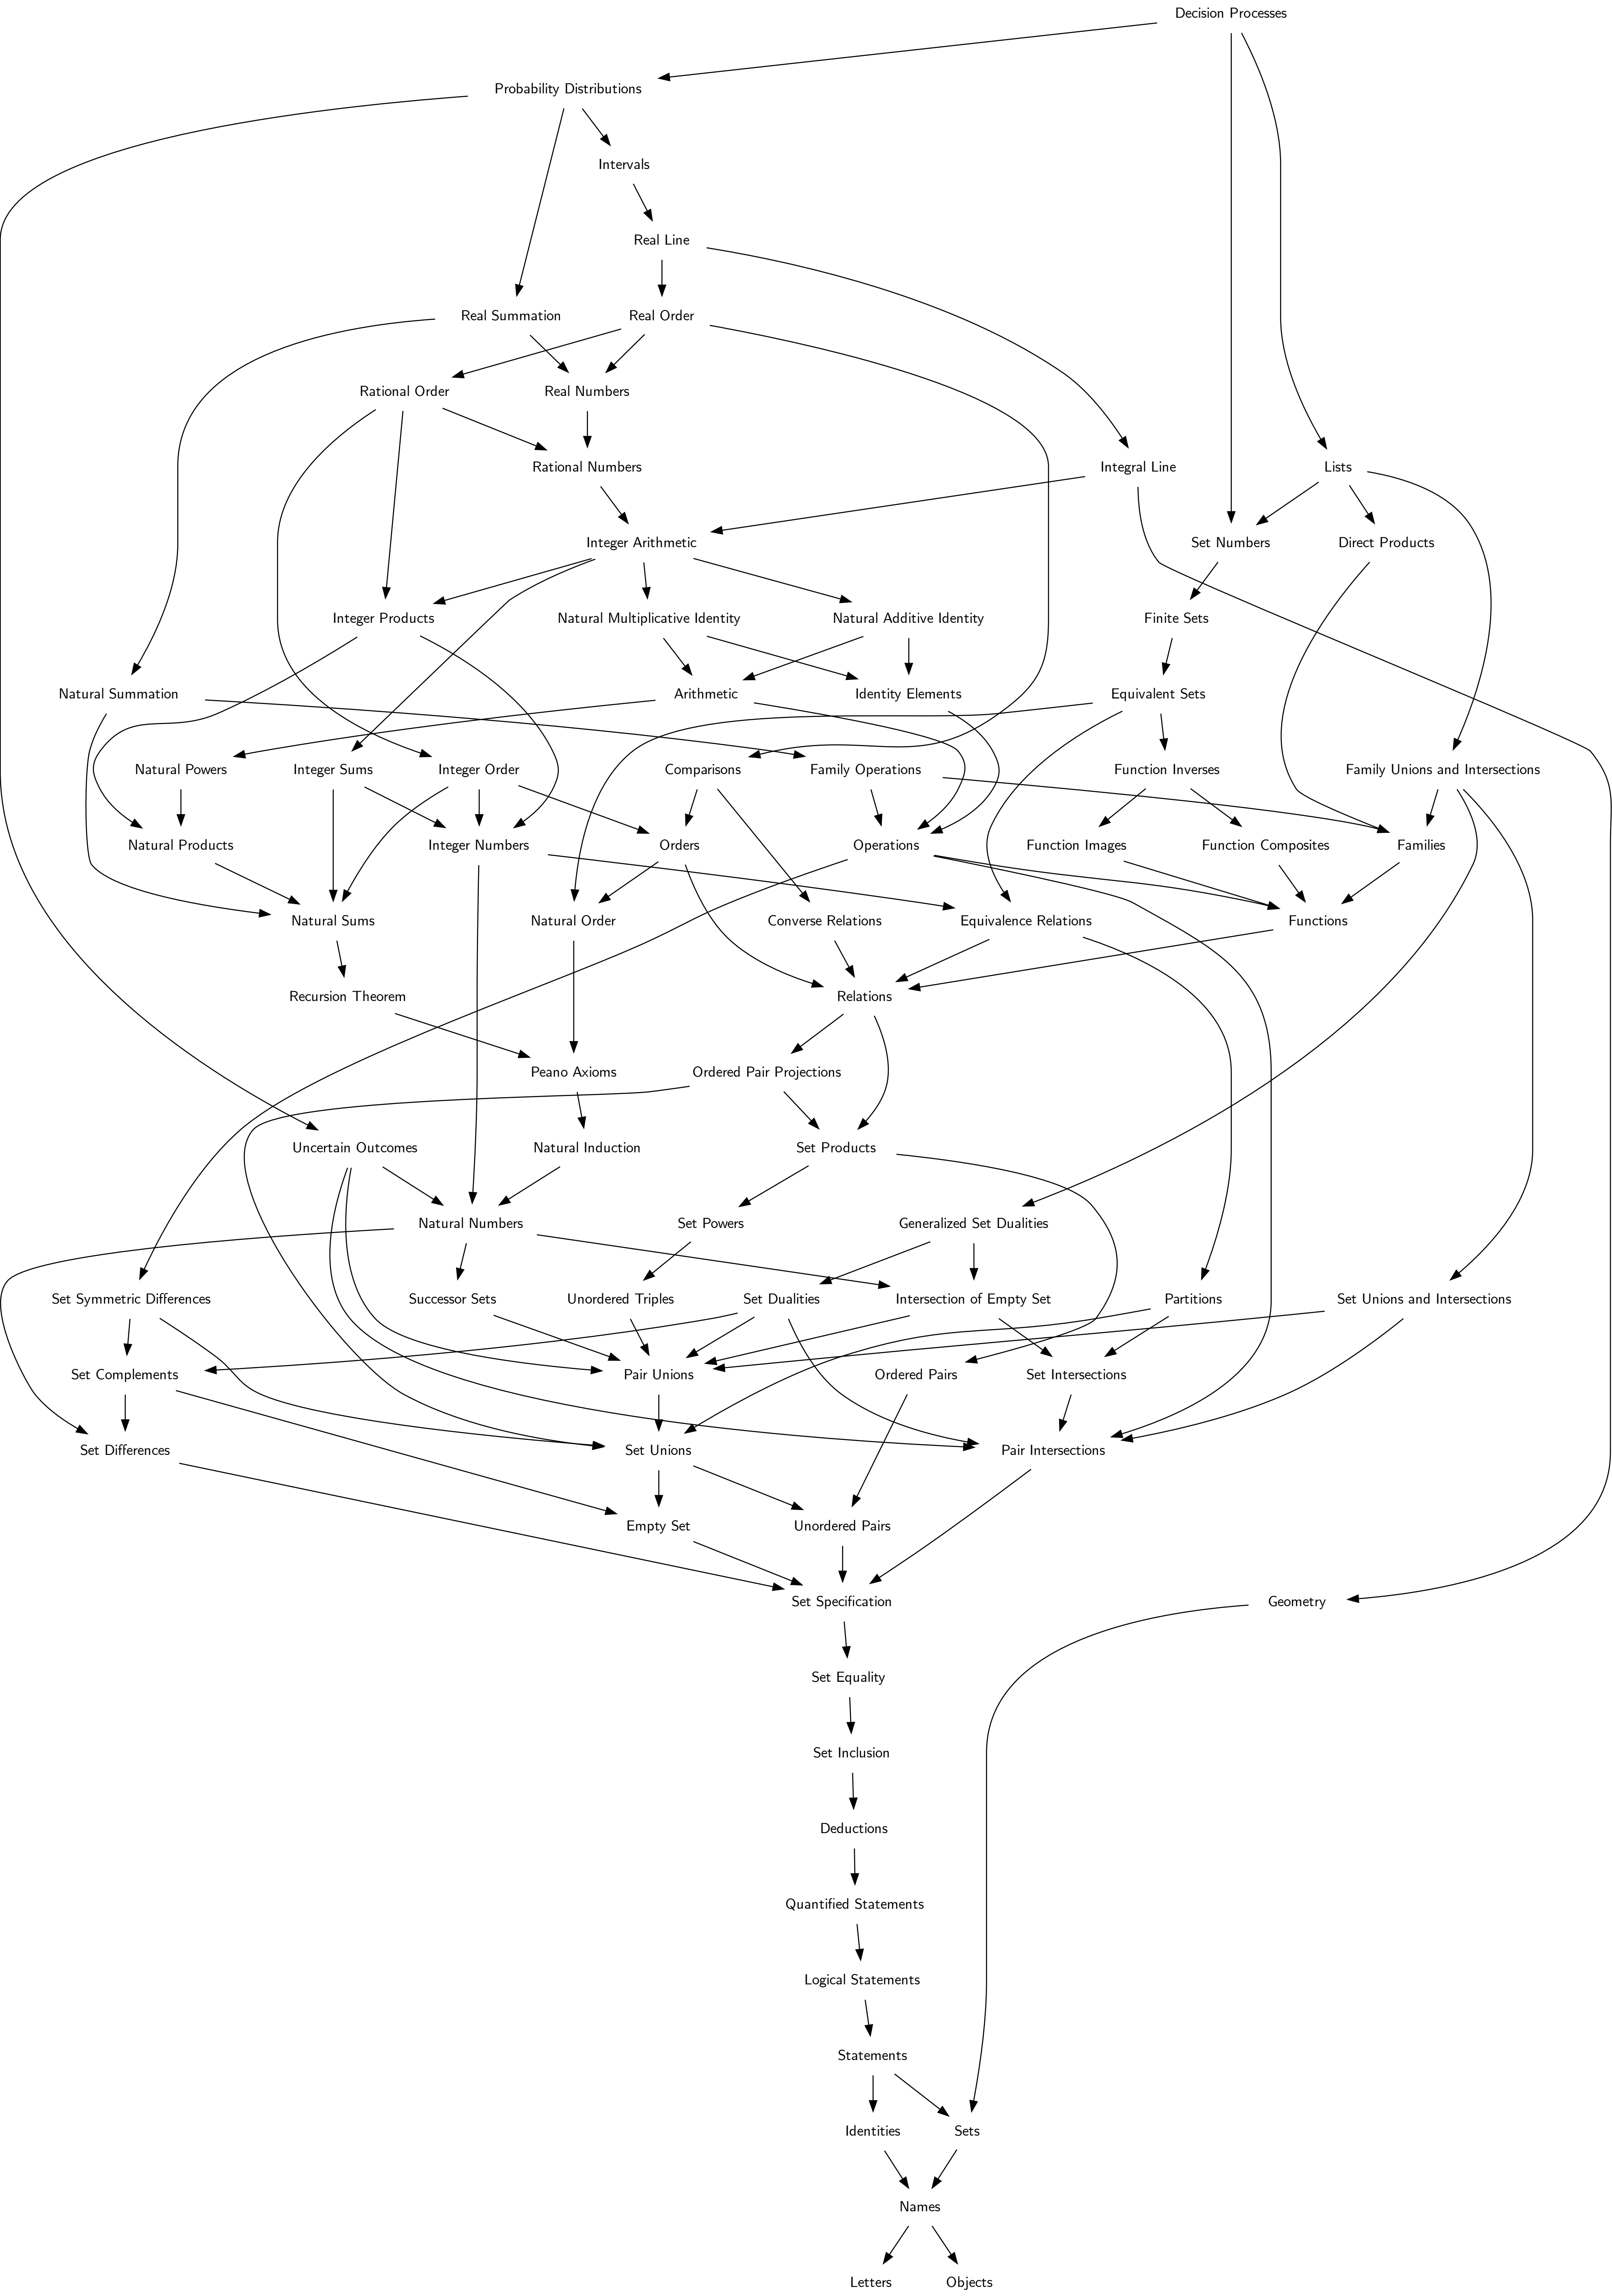 Decision Processes
Probability Distributions
Intervals
Real Line
Real Summation
Real Order
Rational Order
Real Numbers
Rational Numbers
Integral Line
Lists
Integer Arithmetic
Set Numbers
Direct Products
Integer Products
Natural Multiplicative Identity
Natural Additive Identity
Finite Sets
Natural Summation
Arithmetic
Identity Elements
Equivalent Sets
Natural Powers
Integer Sums
Integer Order
Comparisons
Family Operations
Function Inverses
Family Unions and Intersections
Natural Products
Integer Numbers
Orders
Operations
Function Images
Function Composites
Families
Natural Sums
Natural Order
Converse Relations
Equivalence Relations
Functions
Recursion Theorem
Relations
Peano Axioms
Ordered Pair Projections
Uncertain Outcomes
Natural Induction
Set Products
Natural Numbers
Set Powers
Generalized Set Dualities
Set Symmetric Differences
Successor Sets
Unordered Triples
Set Dualities
Intersection of Empty Set
Partitions
Set Unions and Intersections
Set Complements
Pair Unions
Ordered Pairs
Set Intersections
Set Differences
Set Unions
Pair Intersections
Empty Set
Unordered Pairs
Set Specification
Geometry
Set Equality
Set Inclusion
Deductions
Quantified Statements
Logical Statements
Statements
Identities
Sets
Names
Letters
Objects